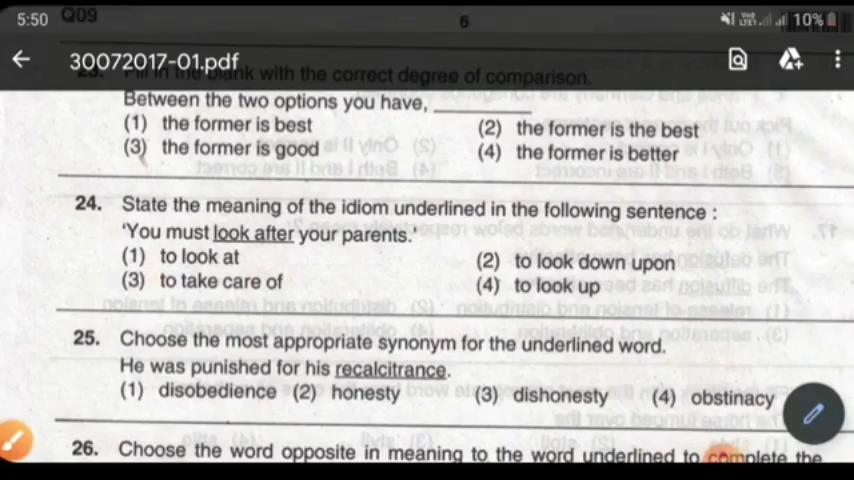 5:50 Q09 6 10%
30072017-01.pdf
23. Fill in the blank with the correct degree of comparison.
Between the two options you have, ________
(1) the former is best (2) the former is the best
(3) the former is good (4) the former is better
24. State the meaning of the idiom underlined in the following sentence :
'You must look after your parents.'
(1) to look at (2) to look down upon
(3) to take care of (4) to look up
25. Choose the most appropriate synonym for the underlined word.
He was punished for his recalcitrance.
(1) disobedience (2) honesty (3) dishonesty (4) obstinacy
26. Choose the word opposite in meaning to the word underlined to complete the